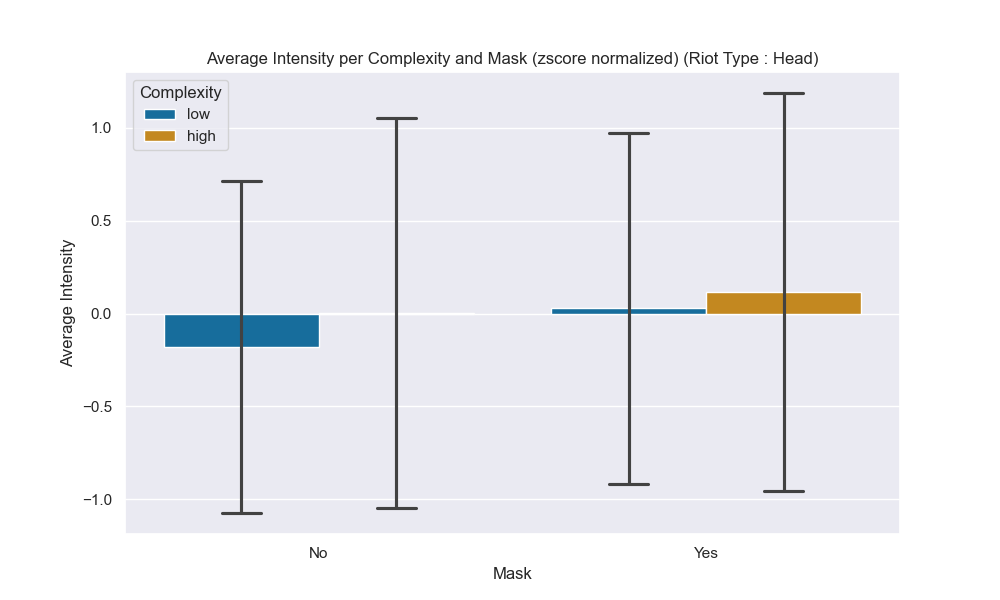 Average Intensity per Complexity and Mask (zscore normalized) (Riot Type : Head)
Complexity
low
high
1.0
0.5
0.0
−0.5
−1.0
Average Intensity
No
Yes
Mask